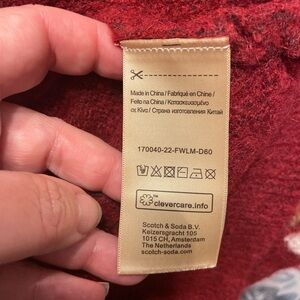 Made in China / Fabriqué en Chine /
Feito na China / Κατασκευασμένο
σε Κίνα / Страна изготовления Китай
170040-22-FWLM-D60
clevercare.info
Scotch & Soda B.V.
Keizersgracht 105
1015 CH, Amsterdam
The Netherlands
scotch-soda.com